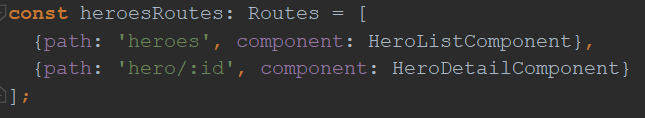 const heroesRoutes: Routes = [
{path: 'heroes', component: HeroListComponent},
{path: 'hero/:id', component: HeroDetailComponent}
];